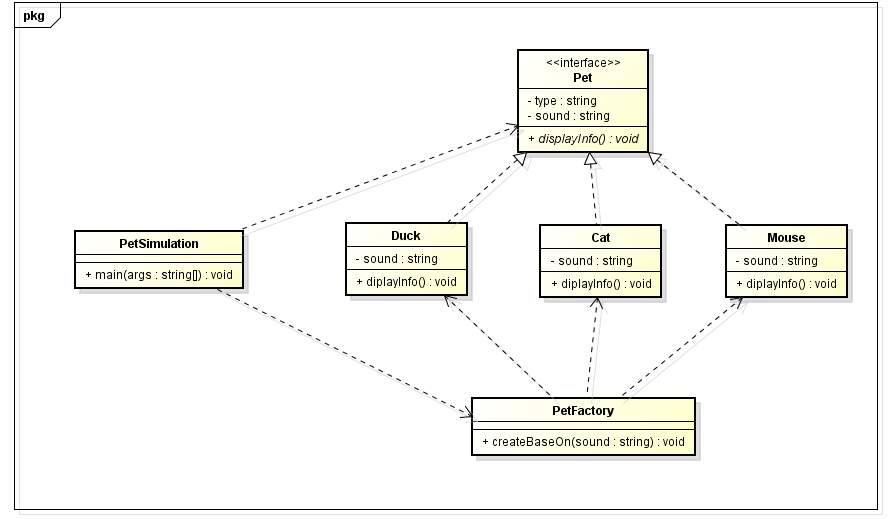 pkg
<<interface>>
Pet
- type : string
- sound : string
+ displayInfo() : void
PetSimulation
+ main(args : string[]) : void
Duck
- sound : string
+ diplayInfo() : void
Cat
- sound : string
+ diplayInfo() : void
Mouse
- sound : string
+ diplayInfo() : void
PetFactory
+ createBaseOn(sound : string) : void